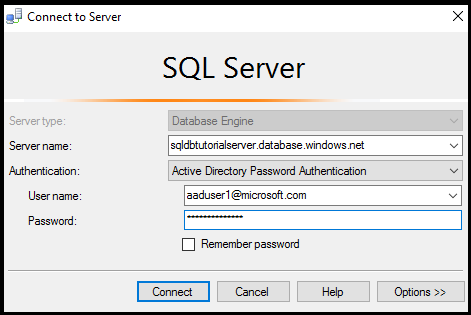 Connect to Server
SQL Server
Server type: Database Engine
Server name: sqldbtutorialserver.database.windows.net
Authentication: Active Directory Password Authentication
User name: aaduser1@microsoft.com
Password: **************
Remember password
Connect Cancel Help Options >>